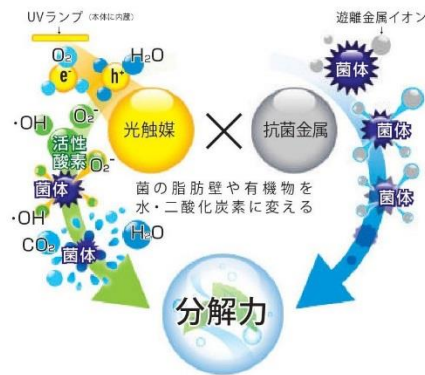 UVランプ（本体に内蔵）
遊離金属イオン
O₂
H₂O
e⁻
h⁺
菌体
O₂⁻
・OH
光触媒
×
抗菌金属
菌体
活性
酸素
O₂⁻
菌体
菌の脂肪壁や有機物を
水・二酸化炭素に変える
菌体
・OH
H₂O
CO₂
菌体
分解力